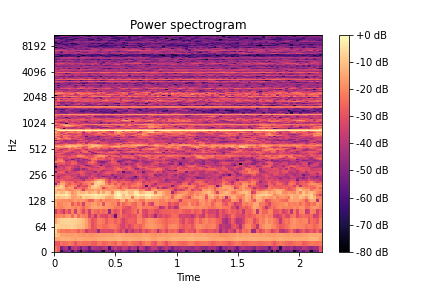 Power spectrogram
8192
4096
2048
1024
512
256
128
64
0
Hz
0
0.5
1
1.5
2
Time
+0 dB
-10 dB
-20 dB
-30 dB
-40 dB
-50 dB
-60 dB
-70 dB
-80 dB